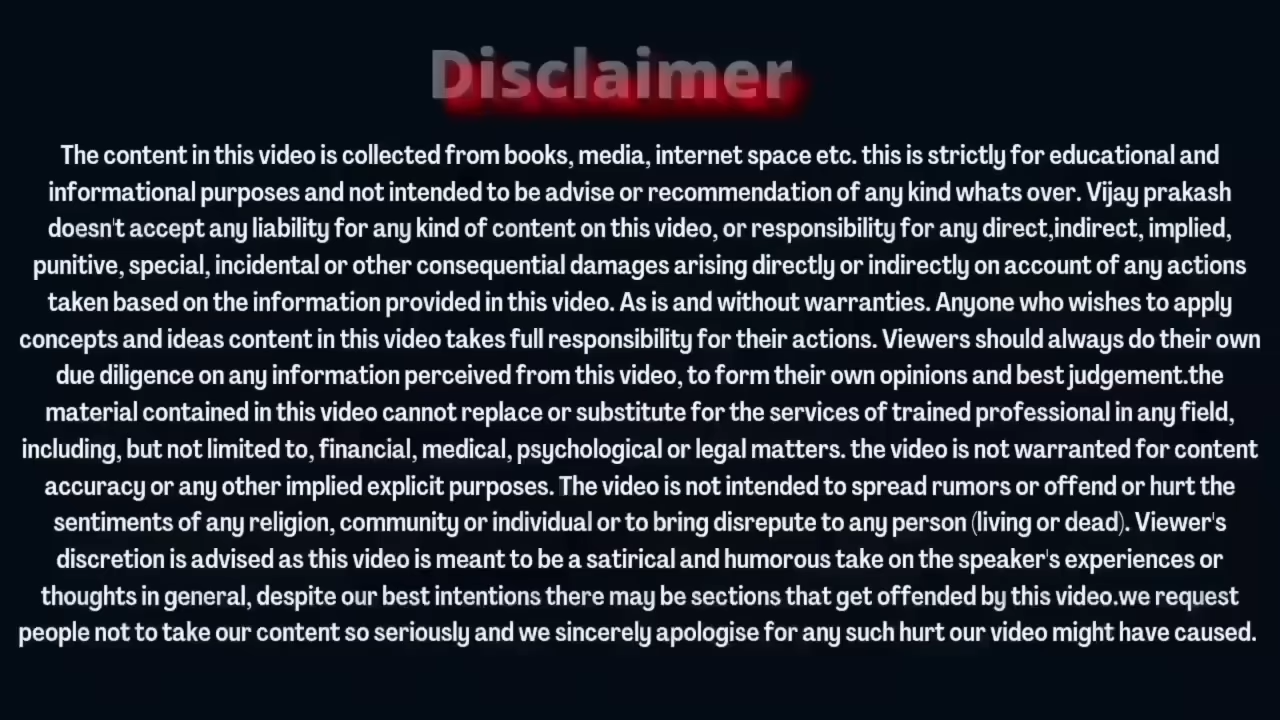 Disclaimer
The content in this video is collected from books, media, internet space etc. this is strictly for educational and
informational purposes and not intended to be advise or recommendation of any kind whats over. Vijay prakash
doesn't accept any liability for any kind of content on this video, or responsibility for any direct,indirect, implied,
punitive, special, incidental or other consequential damages arising directly or indirectly on account of any actions
taken based on the information provided in this video. As is and without warranties. Anyone who wishes to apply
concepts and ideas content in this video takes full responsibility for their actions. Viewers should always do their own
due diligence on any information perceived from this video, to form their own opinions and best judgement.the
material contained in this video cannot replace or substitute for the services of trained professional in any field,
including, but not limited to, financial, medical, psychological or legal matters. the video is not warranted for content
accuracy or any other implied explicit purposes. The video is not intended to spread rumors or offend or hurt the
sentiments of any religion, community or individual or to bring disrepute to any person (living or dead). Viewer's
discretion is advised as this video is meant to be a satirical and humorous take on the speaker's experiences or
thoughts in general, despite our best intentions there may be sections that get offended by this video.we request
people not to take our content so seriously and we sincerely apologise for any such hurt our video might have caused.